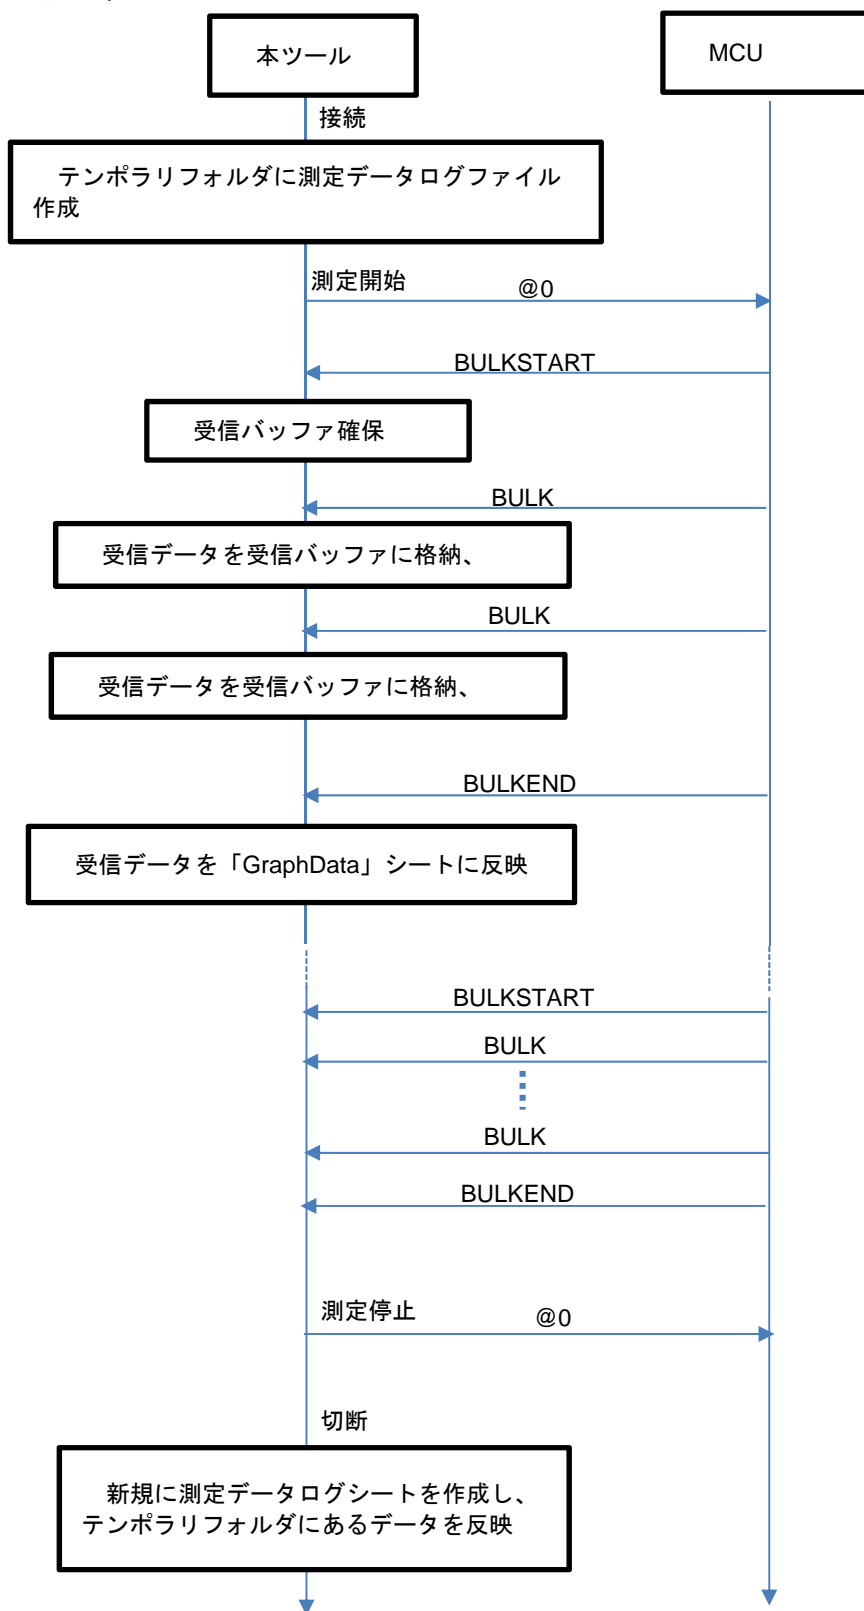 本ツール
MCU
接続
テンポラリフォルダに測定データログファイル
作成
測定開始
@0
BULKSTART
受信バッファ確保
BULK
受信データを受信バッファに格納、
BULK
受信データを受信バッファに格納、
BULKEND
受信データを「GraphData」シートに反映
BULKSTART
BULK
BULK
BULKEND
測定停止
@0
切断
新規に測定データログシートを作成し、
テンポラリフォルダにあるデータを反映